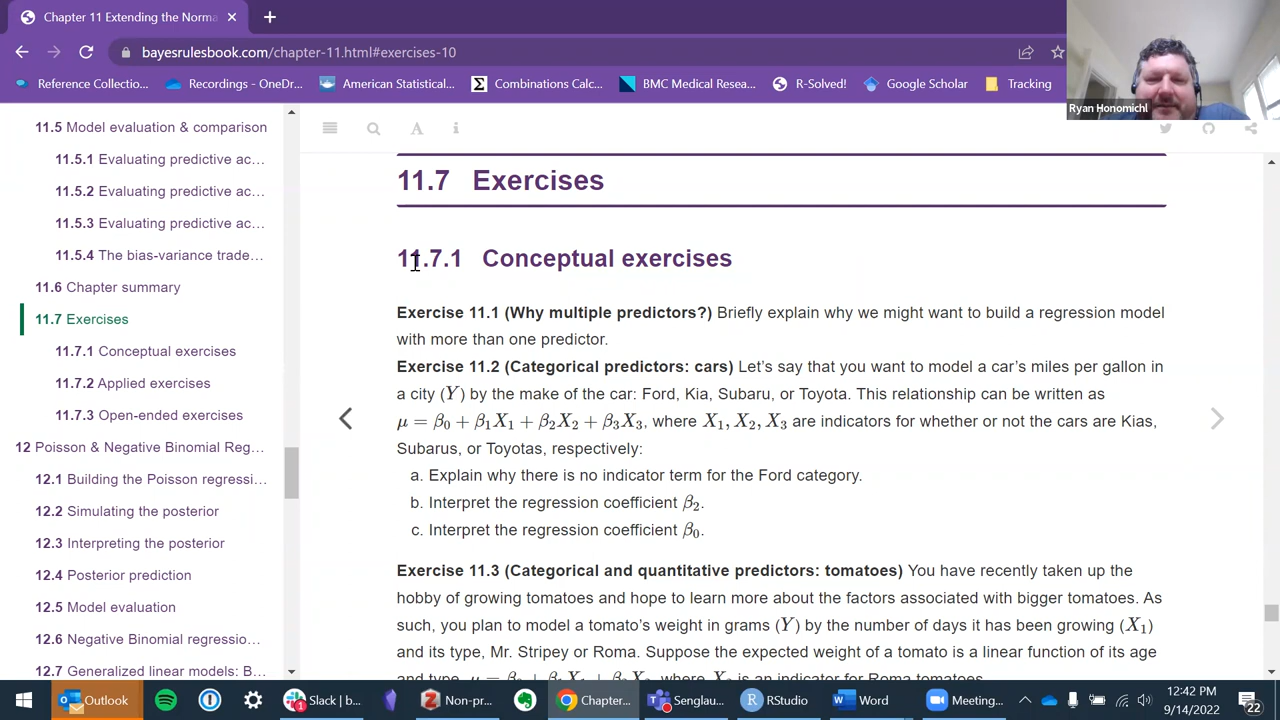 Chapter 11 Extending the Norma
bayesrulesbook.com/chapter-11.html#exercises-10
Reference Collectio... Recordings - OneDr... American Statistical... Combinations Calc... BMC Medical Resea... R-Solved! Google Scholar Tracking
Ryan Honomichl
11.5 Model evaluation & comparison
11.5.1 Evaluating predictive ac...
11.5.2 Evaluating predictive ac...
11.5.3 Evaluating predictive ac...
11.5.4 The bias-variance trade...
11.6 Chapter summary
11.7 Exercises
11.7.1 Conceptual exercises
11.7.2 Applied exercises
11.7.3 Open-ended exercises
12 Poisson & Negative Binomial Reg...
12.1 Building the Poisson regressi...
12.2 Simulating the posterior
12.3 Interpreting the posterior
12.4 Posterior prediction
12.5 Model evaluation
12.6 Negative Binomial regressio...
12.7 Generalized linear models: B...
11.7 Exercises
11.7.1 Conceptual exercises
Exercise 11.1 (Why multiple predictors?) Briefly explain why we might want to build a regression model
with more than one predictor.
Exercise 11.2 (Categorical predictors: cars) Let's say that you want to model a car's miles per gallon in
a city (Y) by the make of the car: Ford, Kia, Subaru, or Toyota. This relationship can be written as
μ = β₀ + β₁X₁ + β₂X₂ + β₃X₃, where X₁, X₂, X₃ are indicators for whether or not the cars are Kias,
Subarus, or Toyotas, respectively:
a. Explain why there is no indicator term for the Ford category.
b. Interpret the regression coefficient β₂.
c. Interpret the regression coefficient β₀.
Exercise 11.3 (Categorical and quantitative predictors: tomatoes) You have recently taken up the
hobby of growing tomatoes and hope to learn more about the factors associated with bigger tomatoes. As
such, you plan to model a tomato's weight in grams (Y) by the number of days it has been growing (X₁)
and its type, Mr. Stripey or Roma. Suppose the expected weight of a tomato is a linear function of its age
and type, μ = β₀ + β₁X₁ + β₂X₂, where X₂ is an indicator for Roma tomatoes.
Outlook Slack | b... Non-pr... Chapter... Senglau... RStudio Word Meeting...
12:42 PM
9/14/2022
22